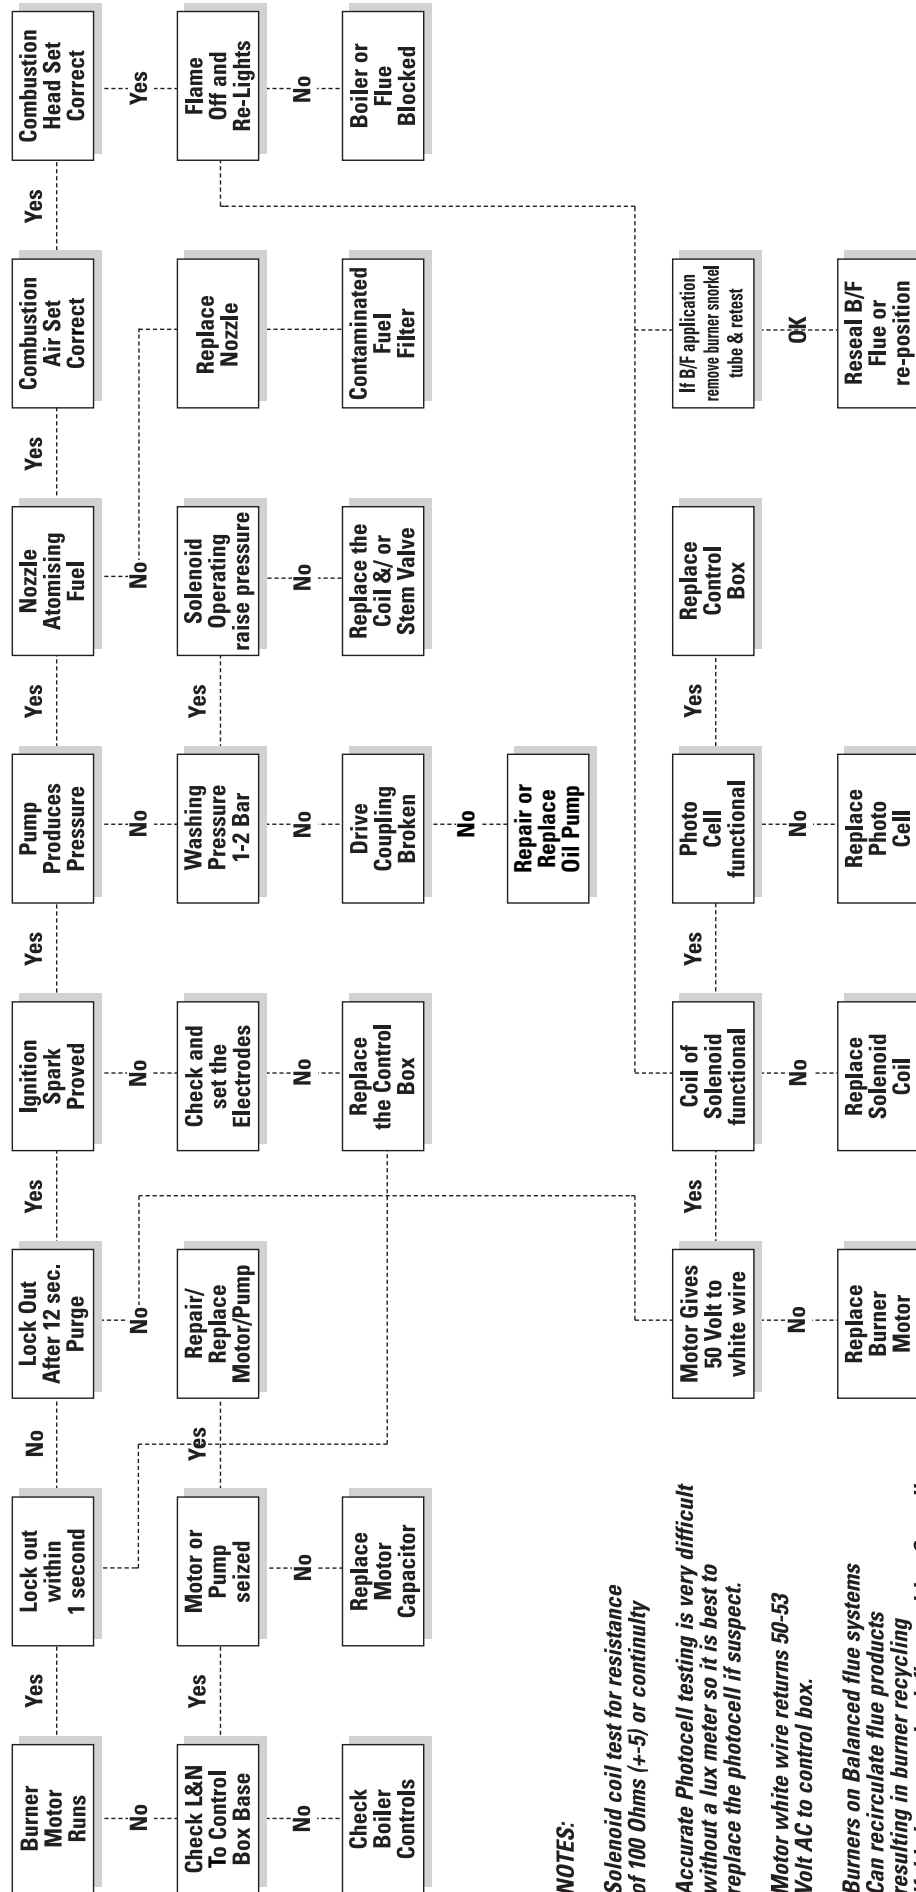 Burner
Motor
Runs
Yes
Lock out
within
1 second
No
Lock Out
After 12 sec.
Purge
Yes
Ignition
Spark
Proved
Yes
Pump
Produces
Pressure
Yes
Nozzle
Atomising
Fuel
Yes
Combustion
Air Set
Correct
Yes
Combustion
Head Set
Correct
No
No
No
No
No
Yes
Check L&N
To Control
Box Base
Yes
Motor or
Pump
seized
Yes
Repair/
Replace
Motor/Pump
Check and
set the
Electrodes
Washing
Pressure
1-2 Bar
Yes
Solenoid
Operating
raise pressure
Replace
Nozzle
Flame
Off and
Re-Lights
No
No
No
No
No
No
Check
Boiler
Controls
Replace
Motor
Capacitor
Replace
the Control
Box
Drive
Coupling
Broken
Replace the
Coil &/ or
Stem Valve
Contaminated
Fuel
Filter
Boiler or
Flue
Blocked
No
Repair or
Replace
Oil Pump
Motor Gives
50 Volt to
white wire
Yes
Coil of
Solenoid
functional
Yes
Photo
Cell
functional
Yes
Replace
Control
Box
If B/F application
remove burner snorkel
tube & retest
No
No
No
OK
Replace
Burner
Motor
Replace
Solenoid
Coil
Replace
Photo
Cell
Reseal B/F
Flue or
re-position
NOTES:
Solenoid coil test for resistance
of 100 Ohms (+-5) or continuity
Accurate Photocell testing is very difficult
without a lux meter so it is best to
replace the photocell if suspect.
Motor white wire returns 50-53
Volt AC to control box.
Burners on Balanced flue systems
Can recirculate flue products
resulting in burner recycling